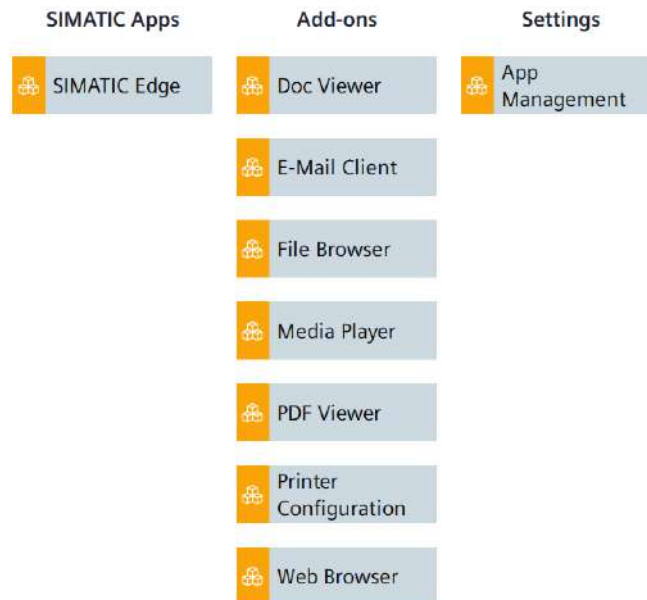 SIMATIC Apps
Add-ons
Settings
SIMATIC Edge
Doc Viewer
App
Management
E-Mail Client
File Browser
Media Player
PDF Viewer
Printer
Configuration
Web Browser